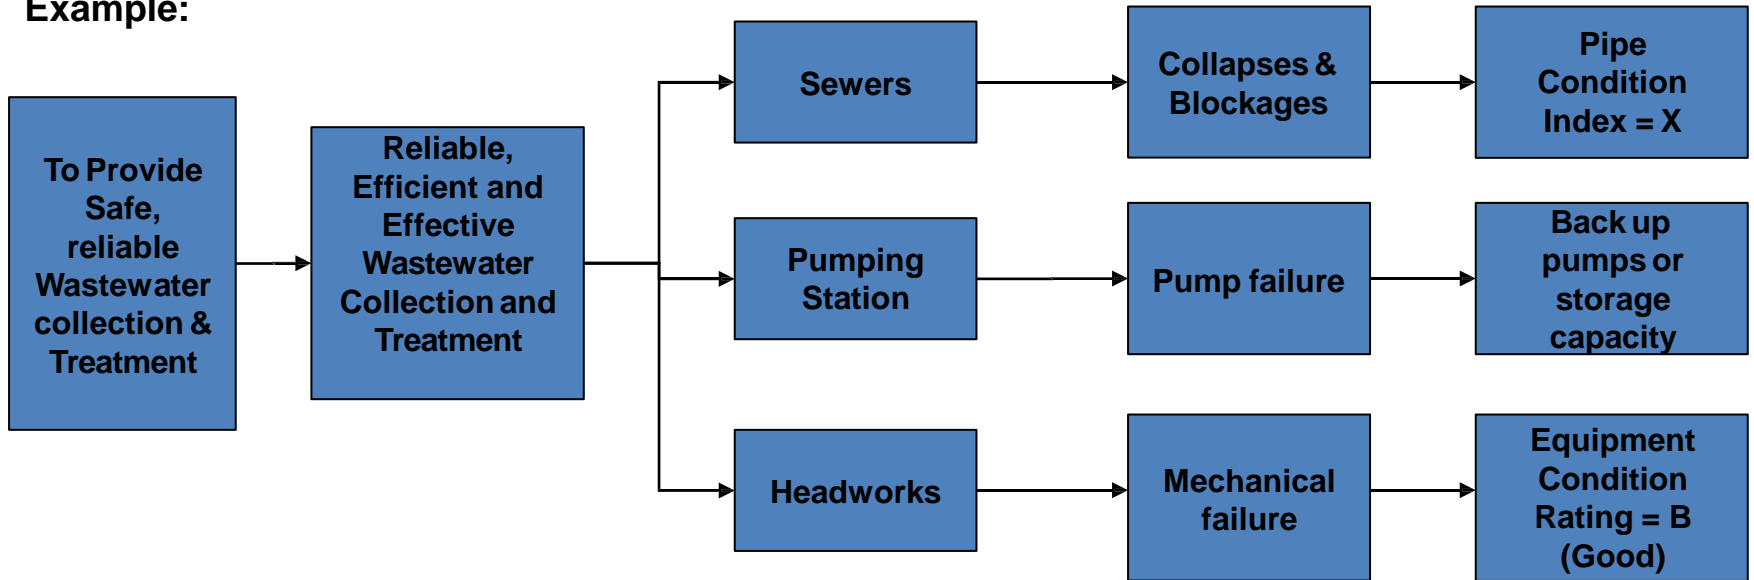 Example:
To Provide
Safe,
reliable
Wastewater
collection &
Treatment
Reliable,
Efficient and
Effective
Wastewater
Collection and
Treatment
Sewers
Collapses &
Blockages
Pipe
Condition
Index = X
Pumping
Station
Pump failure
Back up
pumps or
storage
capacity
Headworks
Mechanical
failure
Equipment
Condition
Rating = B
(Good)